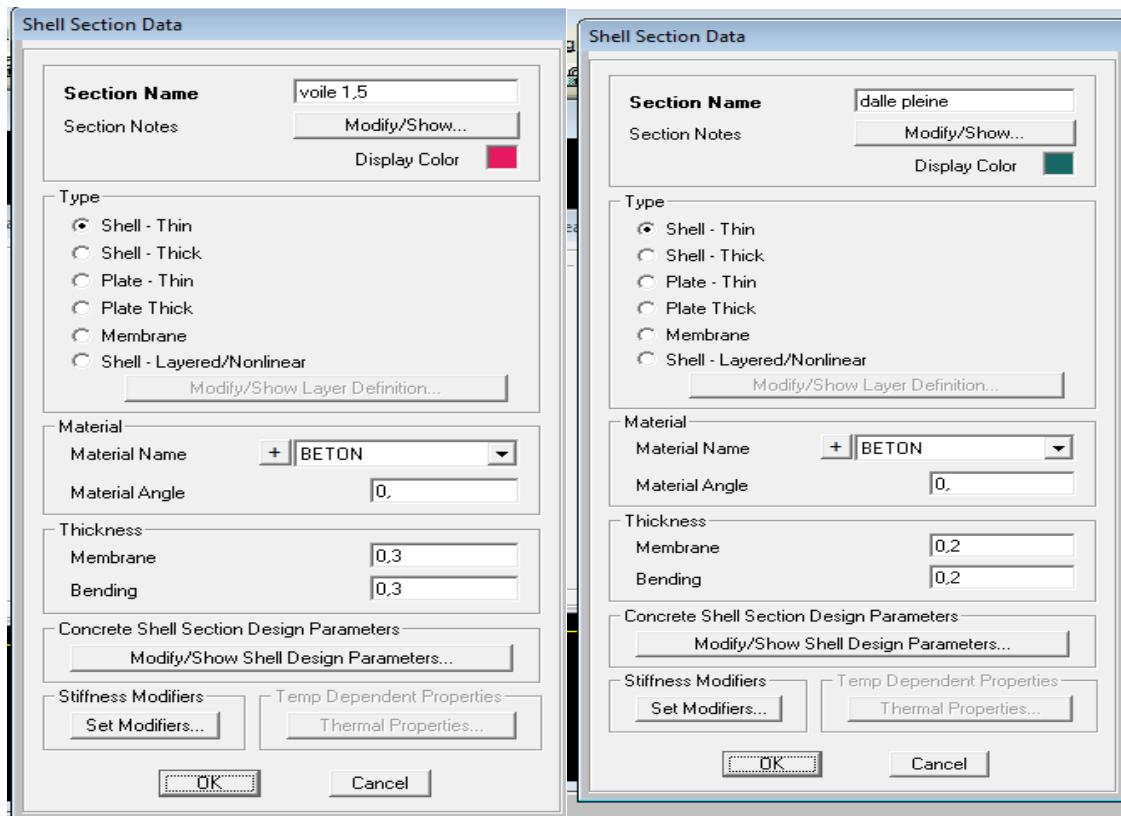 Shell Section Data
Section Name voile 1,5
Section Notes Modify/Show...
Display Color
Type
Shell - Thin
Shell - Thick
Plate - Thin
Plate Thick
Membrane
Shell - Layered/Nonlinear
Modify/Show Layer Definition...
Material
Material Name + BETON
Material Angle 0,
Thickness
Membrane 0,3
Bending 0,3
Concrete Shell Section Design Parameters
Modify/Show Shell Design Parameters...
Stiffness Modifiers Temp Dependent Properties
Set Modifiers... Thermal Properties...
OK Cancel
Shell Section Data
Section Name dalle pleine
Section Notes Modify/Show...
Display Color
Type
Shell - Thin
Shell - Thick
Plate - Thin
Plate Thick
Membrane
Shell - Layered/Nonlinear
Modify/Show Layer Definition...
Material
Material Name + BETON
Material Angle 0,
Thickness
Membrane 0,2
Bending 0,2
Concrete Shell Section Design Parameters
Modify/Show Shell Design Parameters...
Stiffness Modifiers Temp Dependent Properties
Set Modifiers... Thermal Properties...
OK Cancel